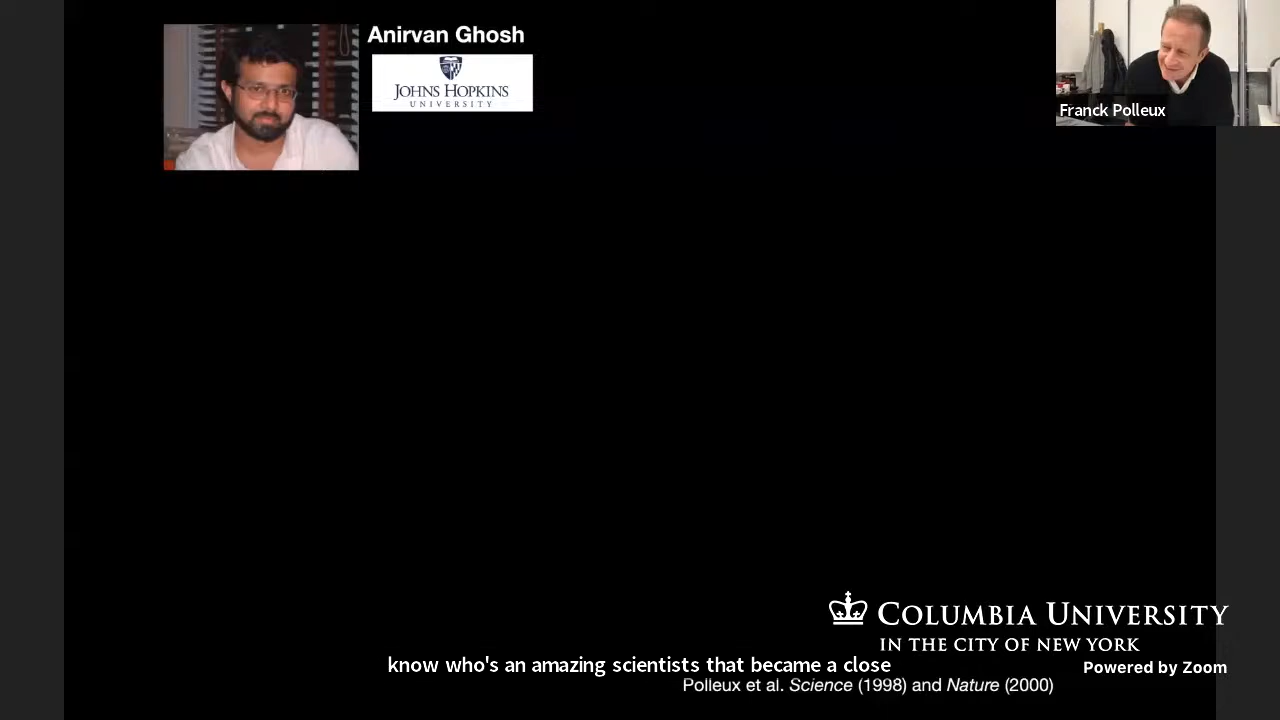 Anirvan Ghosh
JOHNS HOPKINS
UNIVERSITY
Franck Polleux
COLUMBIA UNIVERSITY
IN THE CITY OF NEW YORK
know who's an amazing scientists that became a close
Powered by Zoom
Polleux et al. Science (1998) and Nature (2000)